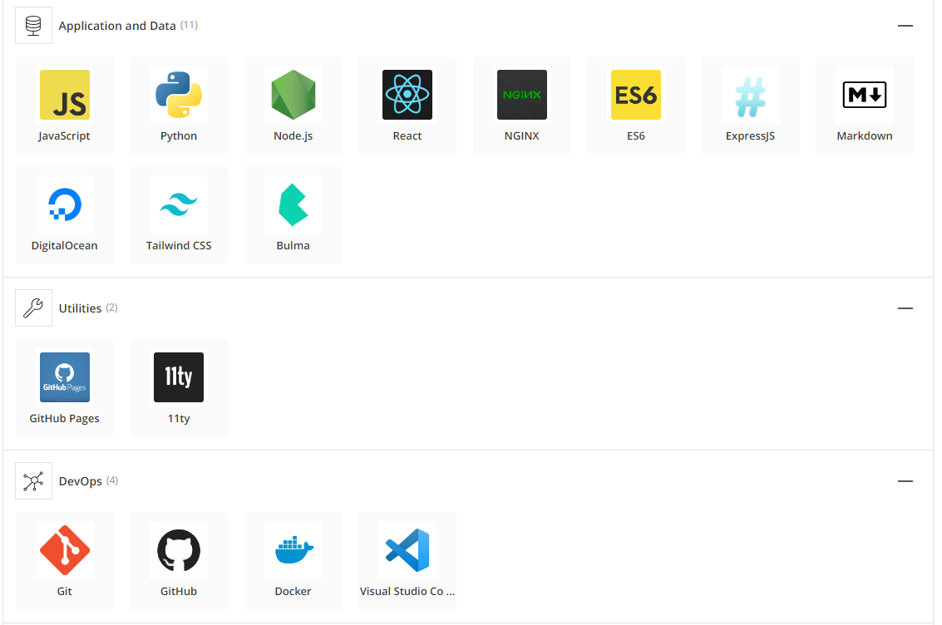 Application and Data (11)
JS
NGINX
ES6
#
M
JavaScript
Python
Node.js
React
NGINX
ES6
ExpressJS
Markdown
DigitalOcean
Tailwind CSS
Bulma
Utilities (2)
GitHub Pages
11ty
GitHub Pages
11ty
DevOps (4)
Git
GitHub
Docker
Visual Studio Co ...